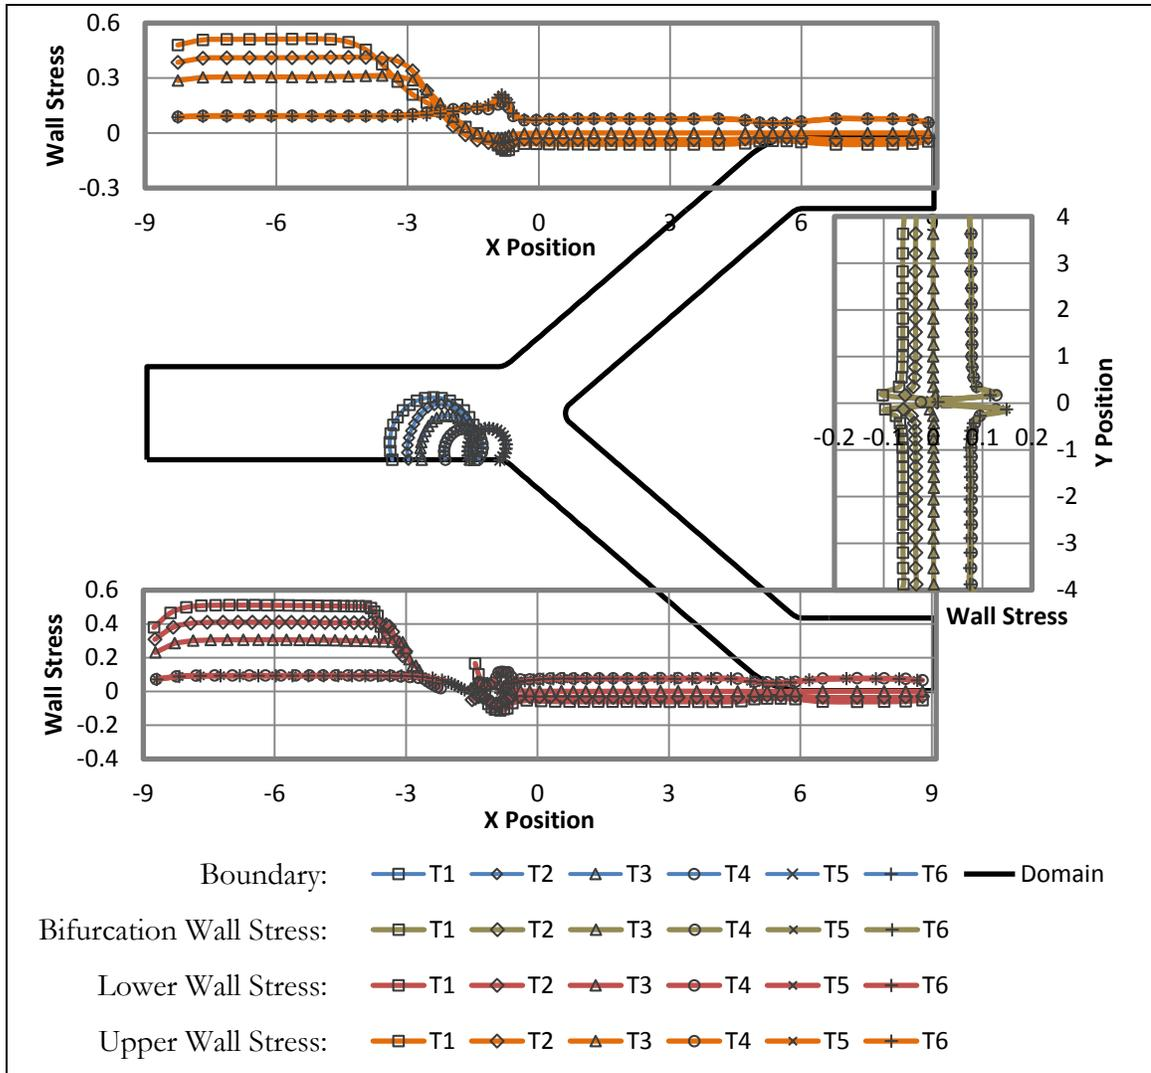 0.6
0.3
0
-0.3
Wall Stress
-9 -6 -3 0 3 6 9
X Position
4
3
2
1
0
-1
-2
-3
-4
Y Position
-0.2 -0.1 0 0.1 0.2
Wall Stress
0.6
0.4
0.2
0
-0.2
-0.4
Wall Stress
-9 -6 -3 0 3 6 9
X Position
Boundary: T1 T2 T3 T4 T5 T6 Domain
Bifurcation Wall Stress: T1 T2 T3 T4 T5 T6
Lower Wall Stress: T1 T2 T3 T4 T5 T6
Upper Wall Stress: T1 T2 T3 T4 T5 T6